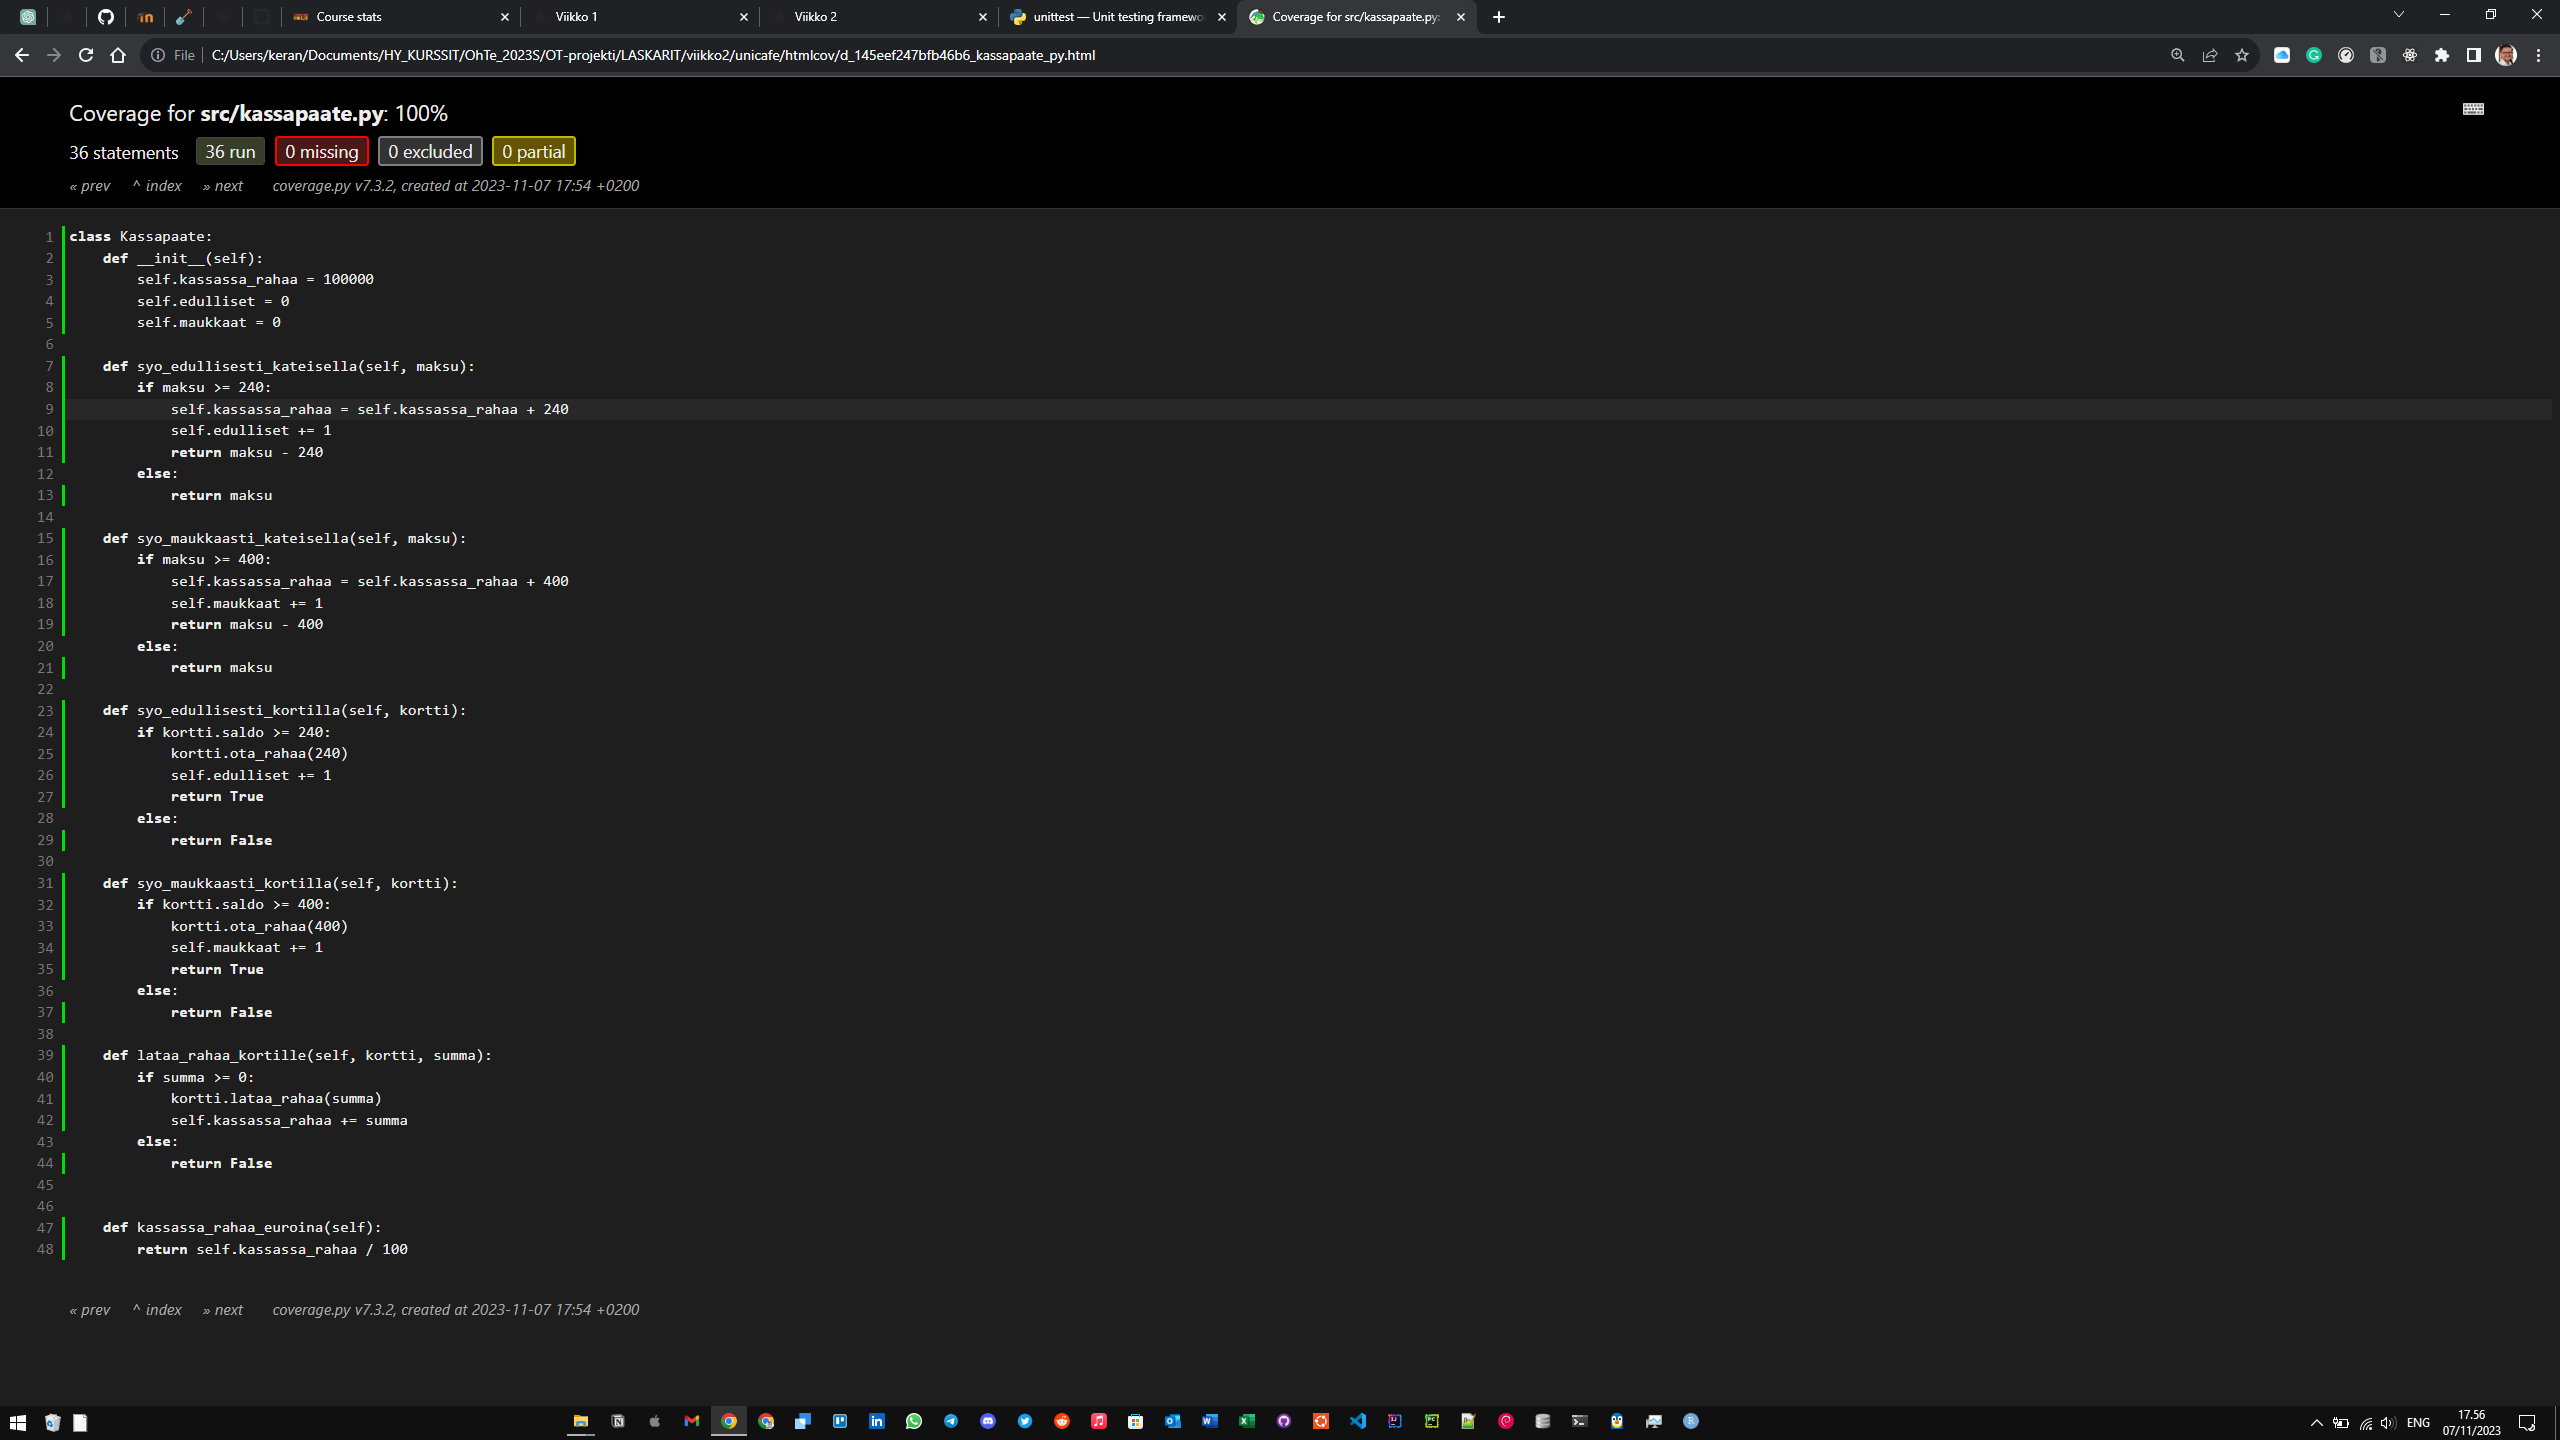 Course stats
Viikko 1
Viikko 2
unittest — Unit testing framewo
Coverage for src/kassapaate.py:
File
C:/Users/keran/Documents/HY_KURSSIT/OhTe_2023S/OT-projekti/LASKARIT/viikko2/unicafe/htmlcov/d_145eef247bfb46b6_kassapaate_py.html
Coverage for src/kassapaate.py: 100%
36 statements 36 run 0 missing 0 excluded 0 partial
« prev ^ index » next coverage.py v7.3.2, created at 2023-11-07 17:54 +0200
1 class Kassapaate:
2 def __init__(self):
3 self.kassassa_rahaa = 100000
4 self.edulliset = 0
5 self.maukkaat = 0
6
7 def syo_edullisesti_kateisella(self, maksu):
8 if maksu >= 240:
9 self.kassassa_rahaa = self.kassassa_rahaa + 240
10 self.edulliset += 1
11 return maksu - 240
12 else:
13 return maksu
14
15 def syo_maukkaasti_kateisella(self, maksu):
16 if maksu >= 400:
17 self.kassassa_rahaa = self.kassassa_rahaa + 400
18 self.maukkaat += 1
19 return maksu - 400
20 else:
21 return maksu
22
23 def syo_edullisesti_kortilla(self, kortti):
24 if kortti.saldo >= 240:
25 kortti.ota_rahaa(240)
26 self.edulliset += 1
27 return True
28 else:
29 return False
30
31 def syo_maukkaasti_kortilla(self, kortti):
32 if kortti.saldo >= 400:
33 kortti.ota_rahaa(400)
34 self.maukkaat += 1
35 return True
36 else:
37 return False
38
39 def lataa_rahaa_kortille(self, kortti, summa):
40 if summa >= 0:
41 kortti.lataa_rahaa(summa)
42 self.kassassa_rahaa += summa
43 else:
44 return False
45
46
47 def kassassa_rahaa_euroina(self):
48 return self.kassassa_rahaa / 100
« prev ^ index » next coverage.py v7.3.2, created at 2023-11-07 17:54 +0200
ENG
17.56
07/11/2023